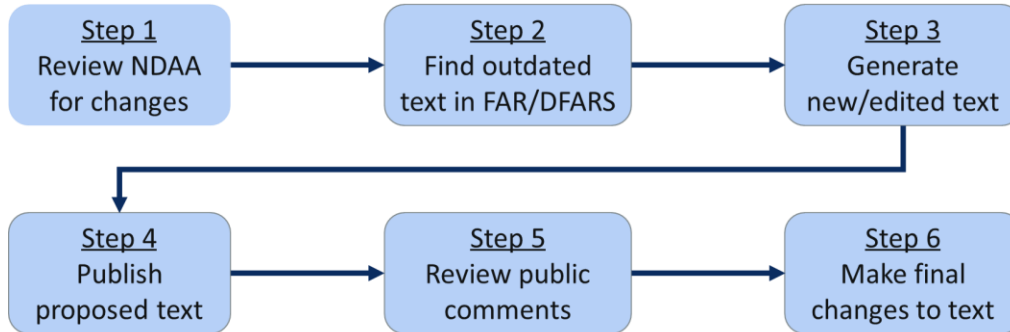 Step 1
Review NDAA
for changes
Step 2
Find outdated
text in FAR/DFARS
Step 3
Generate
new/edited text
Step 4
Publish
proposed text
Step 5
Review public
comments
Step 6
Make final
changes to text